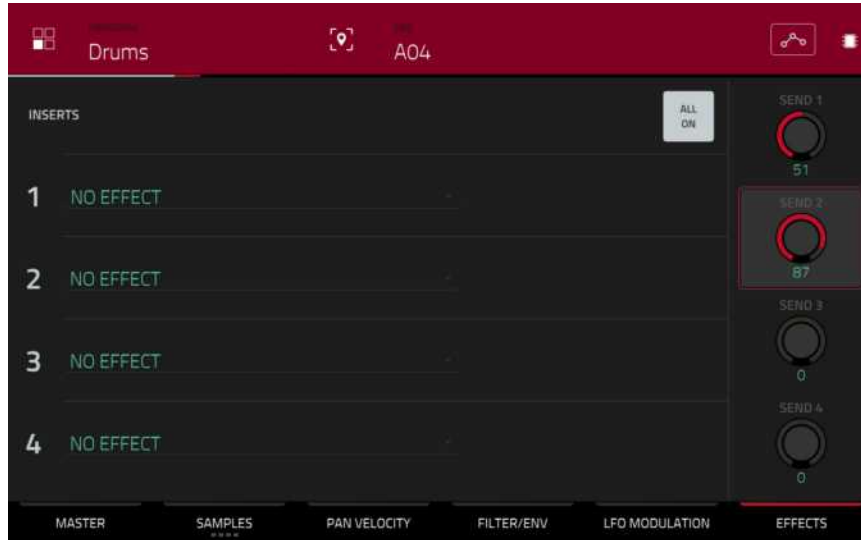 Drums
A04
INSERTS
ALL
ON
SEND 1
51
1 NO EFFECT
SEND 2
87
2 NO EFFECT
SEND 3
3 NO EFFECT
0
SEND 4
4 NO EFFECT
0
MASTER SAMPLES PAN VELOCITY FILTER/ENV LFO MODULATION EFFECTS